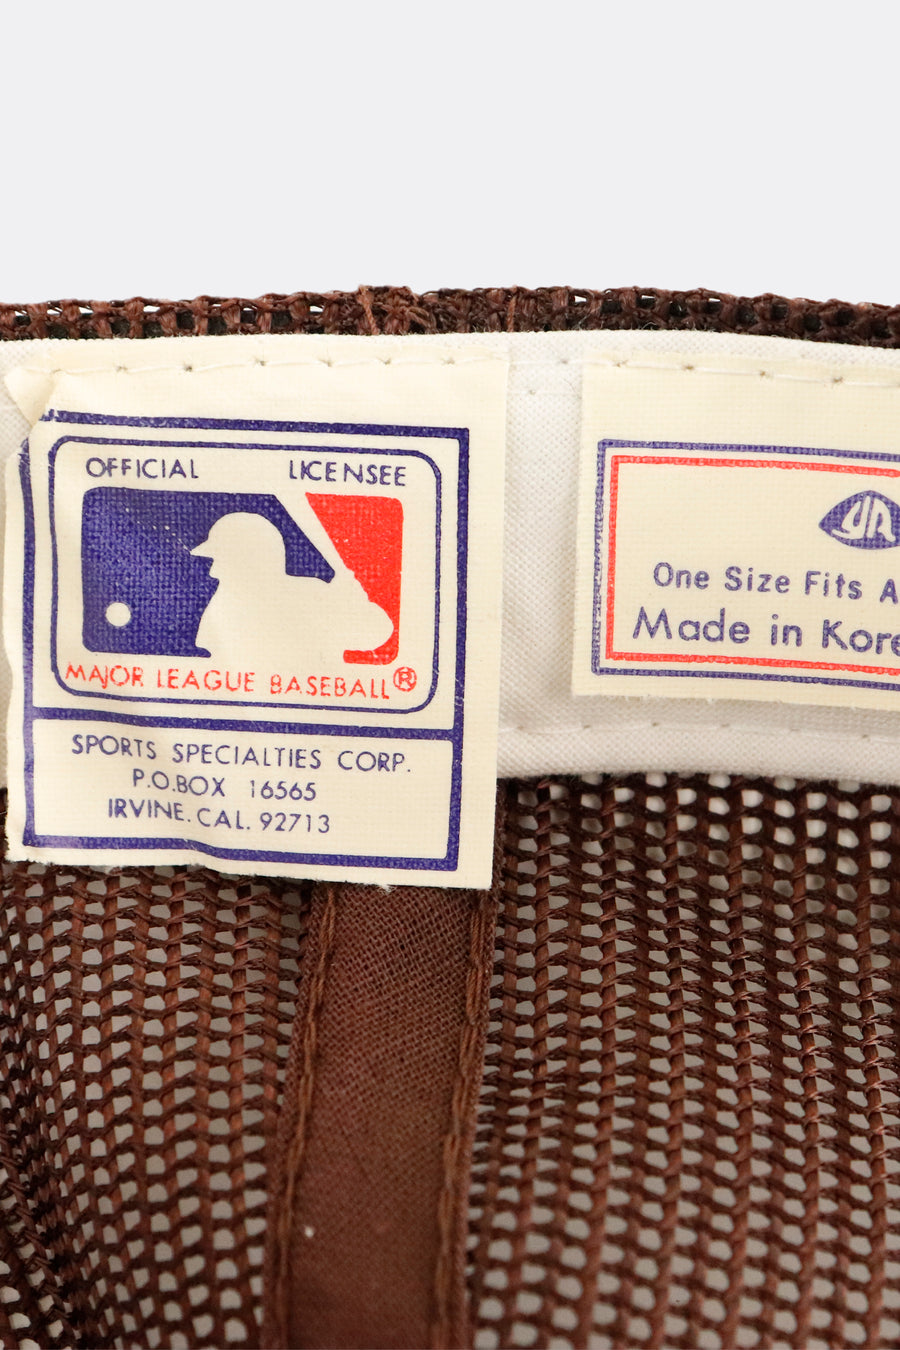 OFFICIAL LICENSEE
MAJOR LEAGUE BASEBALL®
SPORTS SPECIALTIES CORP.
P.O.BOX 16565
IRVINE. CAL. 92713
One Size Fits A
Made in Kore